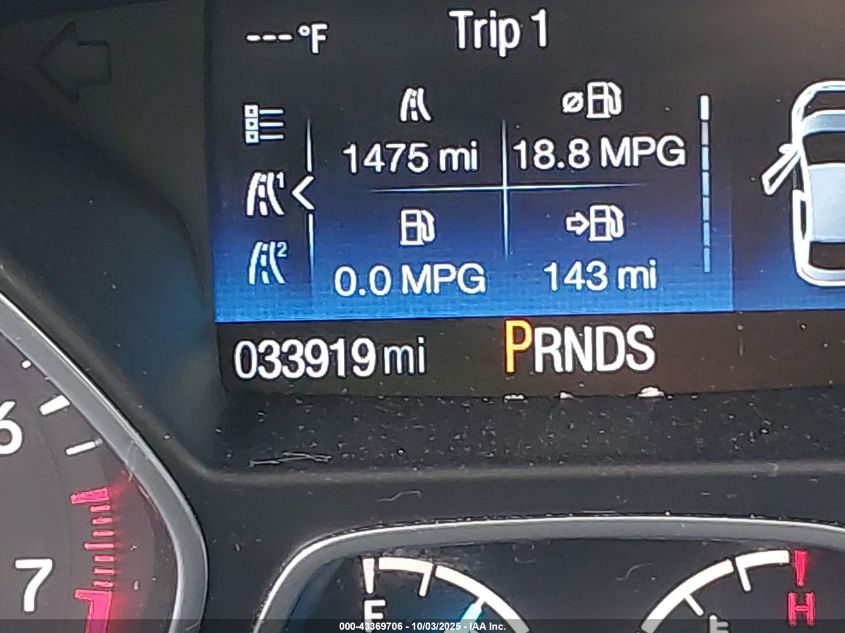 ---°F Trip 1
1475 mi 18.8 MPG
1
2
0.0 MPG 143 mi
033919 mi PRNDS
6
7
F
H
000-43369706 - 10/03/2025 - IAA Inc.